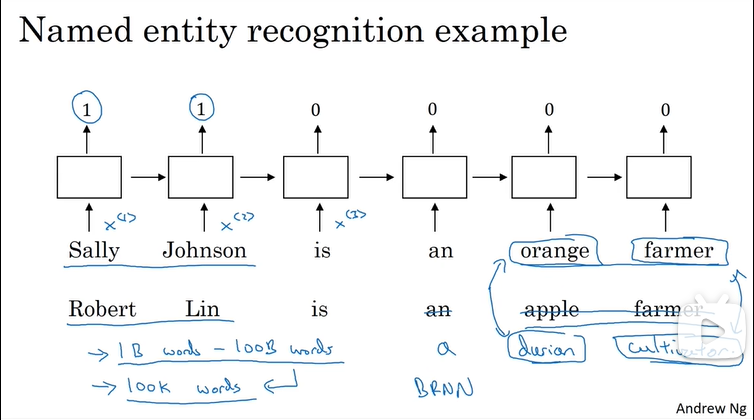 Named entity recognition example
1 1 0 0 0 0
x<1> x<2> x<3>
Sally Johnson is an orange farmer
Robert Lin is an apple farmer
→ 1B words - 100B words a durian cultivator
→ 100K words BRNN
Andrew Ng